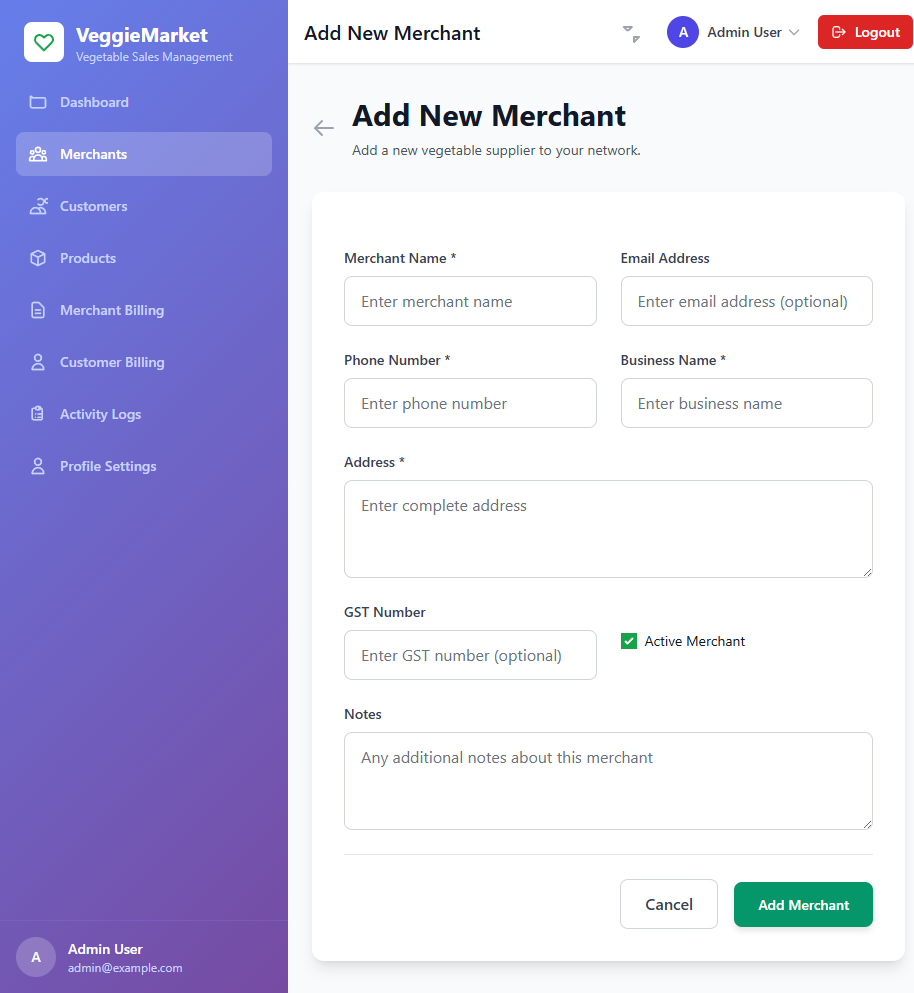 VeggieMarket
Vegetable Sales Management
Dashboard
Merchants
Customers
Products
Merchant Billing
Customer Billing
Activity Logs
Profile Settings
A
Admin User
admin@example.com
Add New Merchant
A
Admin User
Logout
Add New Merchant
Add a new vegetable supplier to your network.
Merchant Name *
Enter merchant name
Email Address
Enter email address (optional)
Phone Number *
Enter phone number
Business Name *
Enter business name
Address *
Enter complete address
GST Number
Enter GST number (optional)
Active Merchant
Notes
Any additional notes about this merchant
Cancel
Add Merchant